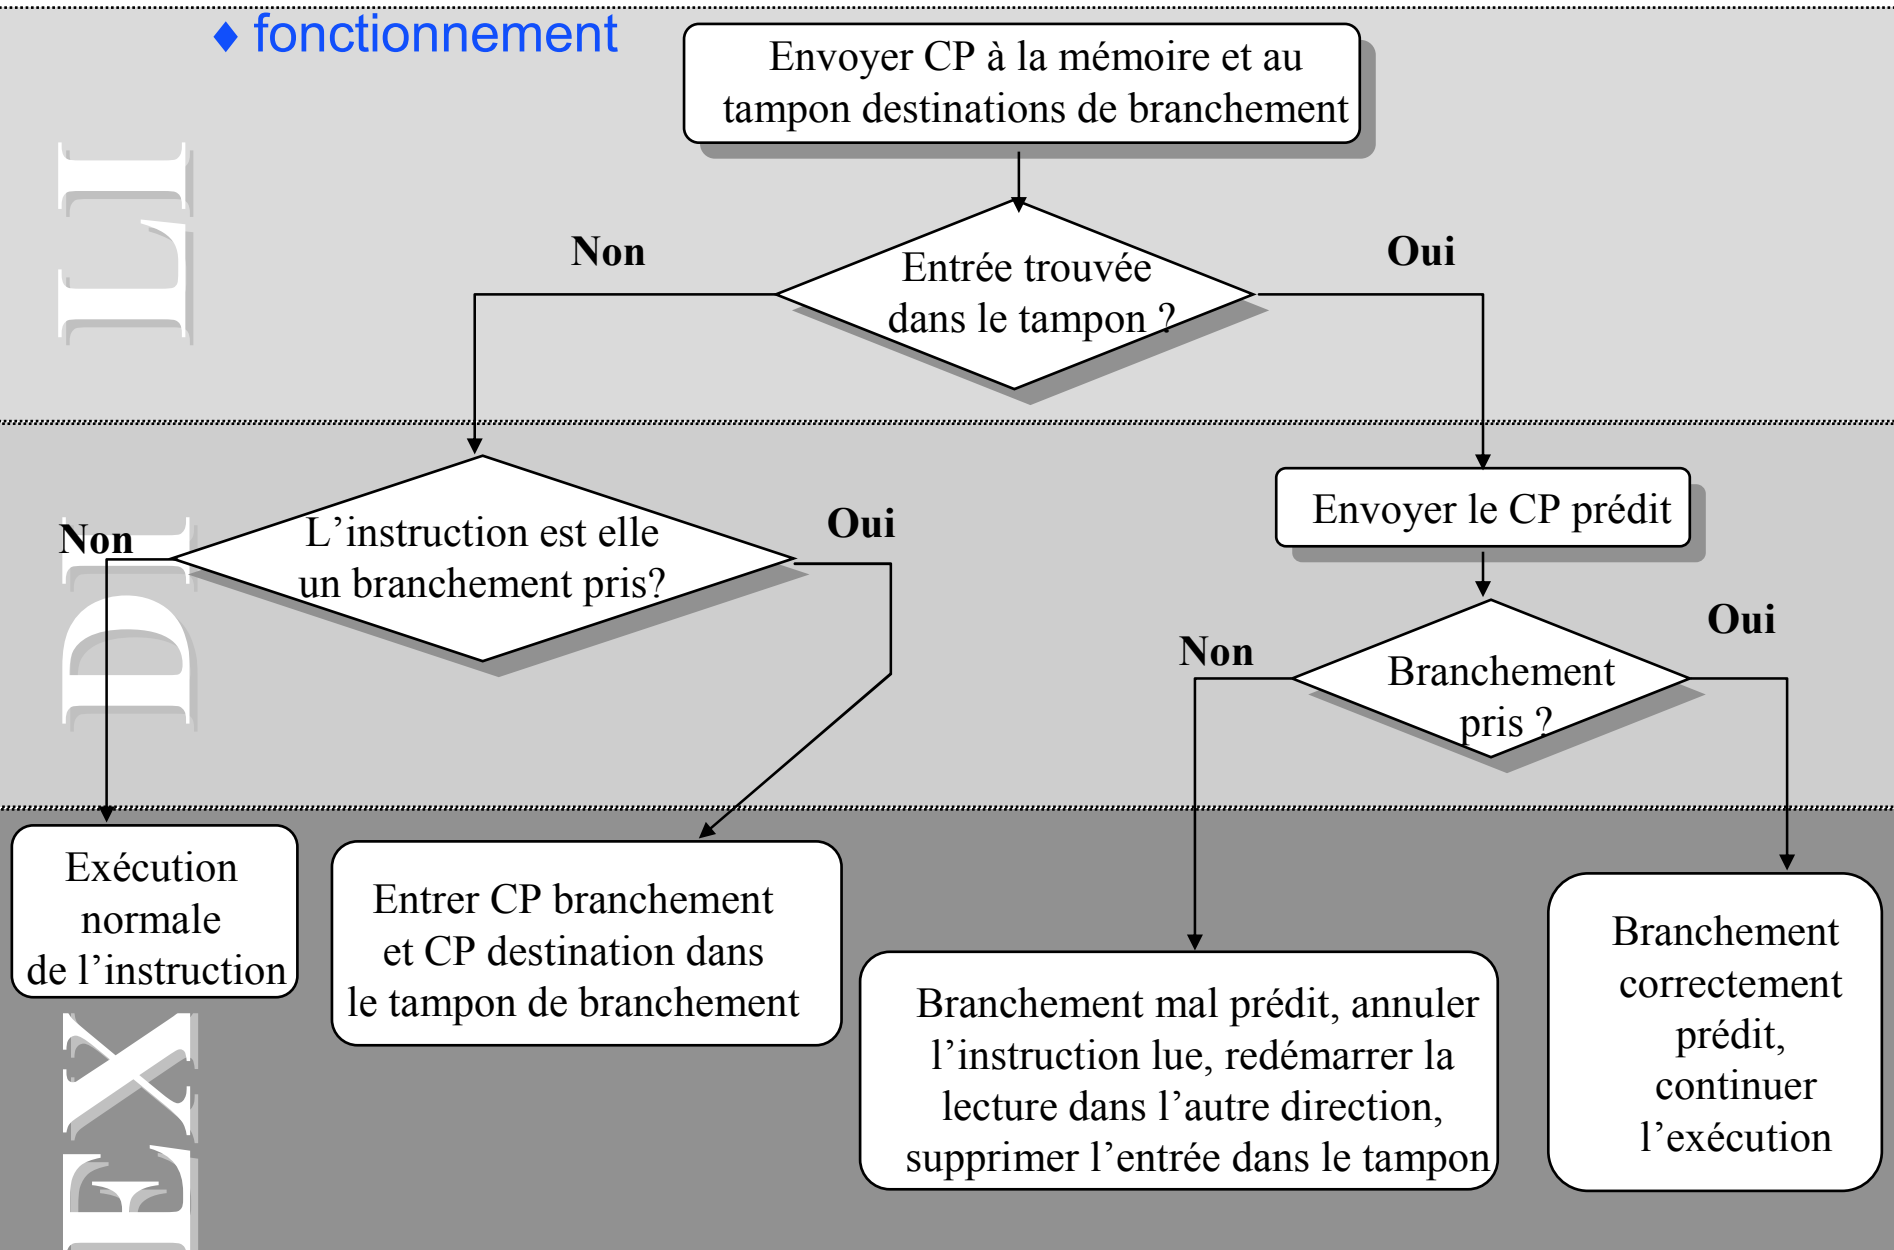 ♦ fonctionnement
Envoyer CP à la mémoire et au
tampon destinations de branchement
LI
Non
Oui
Entrée trouvée
dans le tampon ?
DI
Non
L’instruction est elle
un branchement pris?
Oui
Envoyer le CP prédit
Non
Oui
Branchement
pris ?
EX
Exécution
normale
de l’instruction
Entrer CP branchement
et CP destination dans
le tampon de branchement
Branchement mal prédit, annuler
l’instruction lue, redémarrer la
lecture dans l’autre direction,
supprimer l’entrée dans le tampon
Branchement
correctement
prédit,
continuer
l’exécution